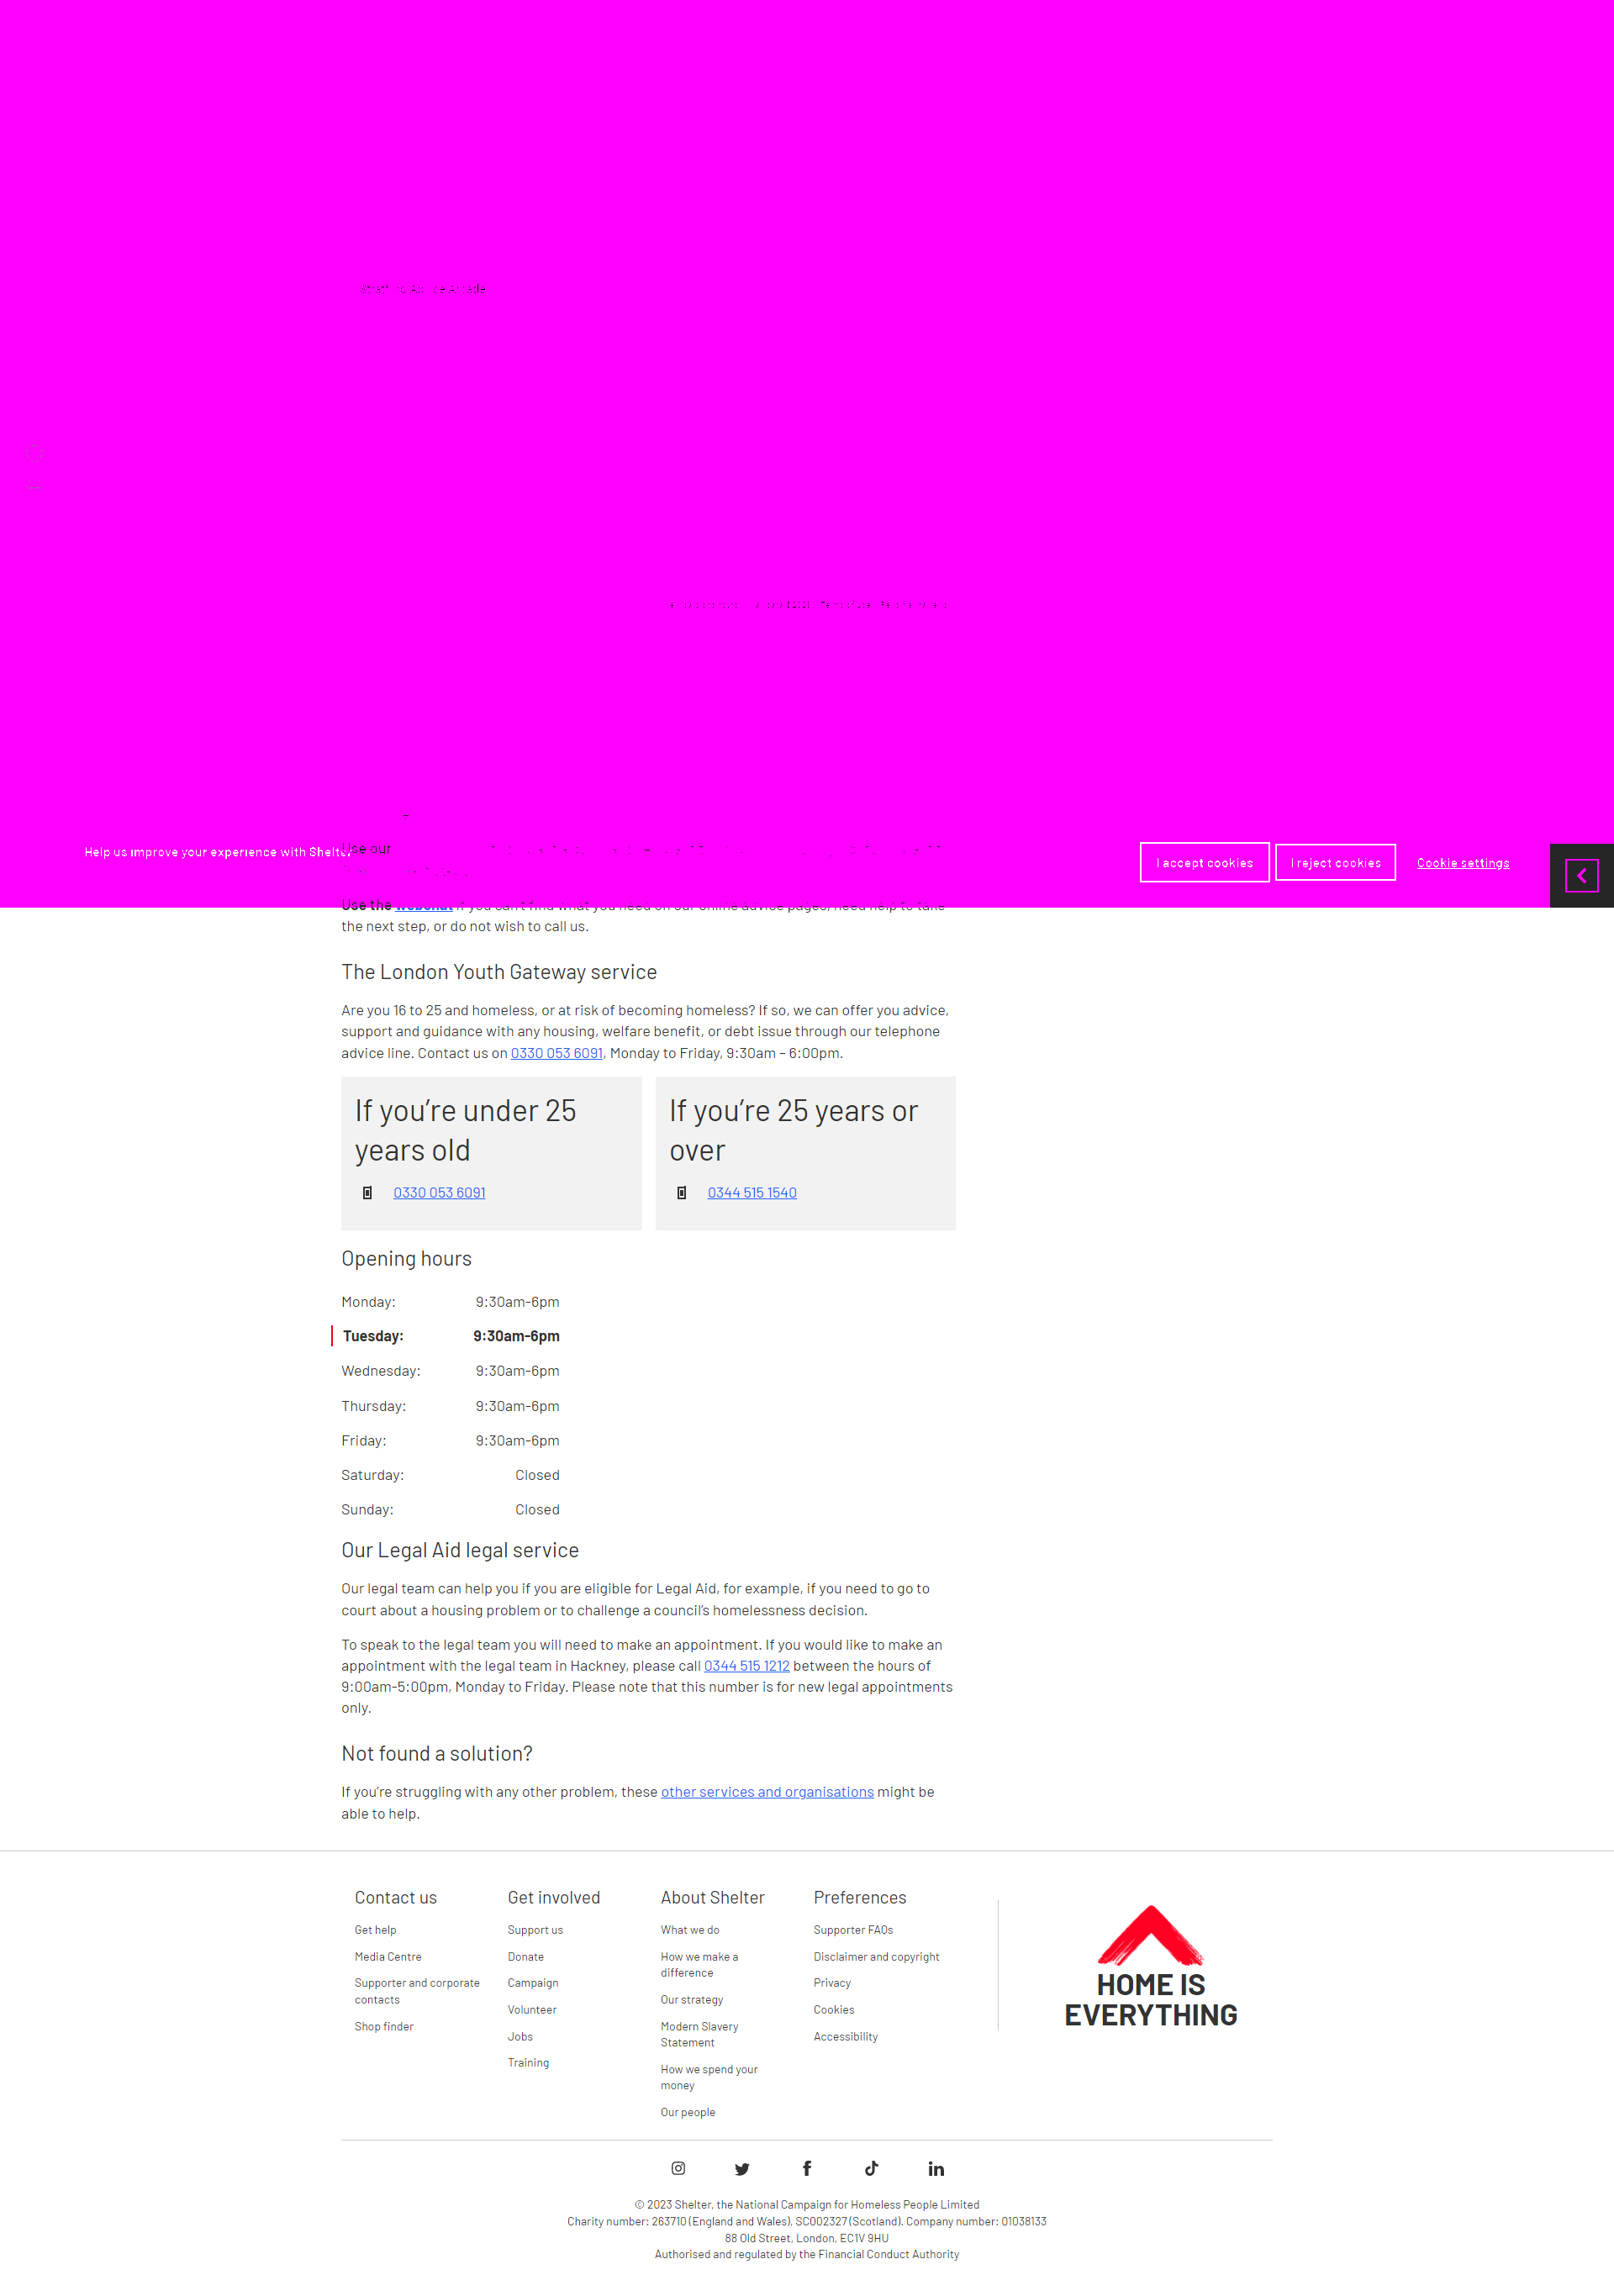 Help us improve your experience with Shelter
Use our
I accept cookies
I reject cookies
Cookie settings
Use the webchat if you can't find what you need on our online advice pages, need help to take
the next step, or do not wish to call us.
The London Youth Gateway service
Are you 16 to 25 and homeless, or at risk of becoming homeless? If so, we can offer you advice,
support and guidance with any housing, welfare benefit, or debt issue through our telephone
advice line. Contact us on 0330 053 6091, Monday to Friday, 9:30am – 6:00pm.
If you’re under 25
years old
0330 053 6091
If you’re 25 years or
over
0344 515 1540
Opening hours
Monday: 9:30am-6pm
Tuesday: 9:30am-6pm
Wednesday: 9:30am-6pm
Thursday: 9:30am-6pm
Friday: 9:30am-6pm
Saturday: Closed
Sunday: Closed
Our Legal Aid legal service
Our legal team can help you if you are eligible for Legal Aid, for example, if you need to go to
court about a housing problem or to challenge a council’s homelessness decision.
To speak to the legal team you will need to make an appointment. If you would like to make an
appointment with the legal team in Hackney, please call 0344 515 1212 between the hours of
9:00am-5:00pm, Monday to Friday. Please note that this number is for new legal appointments
only.
Not found a solution?
If you’re struggling with any other problem, these other services and organisations might be
able to help.
Contact us
Get help
Media Centre
Supporter and corporate
contacts
Shop finder
Get involved
Support us
Donate
Campaign
Volunteer
Jobs
Training
About Shelter
What we do
How we make a
difference
Our strategy
Modern Slavery
Statement
How we spend your
money
Our people
Preferences
Supporter FAQs
Disclaimer and copyright
Privacy
Cookies
Accessibility
HOME IS
EVERYTHING
© 2023 Shelter, the National Campaign for Homeless People Limited
Charity number: 263710 (England and Wales), SC002327 (Scotland). Company number: 01038133
88 Old Street, London, EC1V 9HU
Authorised and regulated by the Financial Conduct Authority